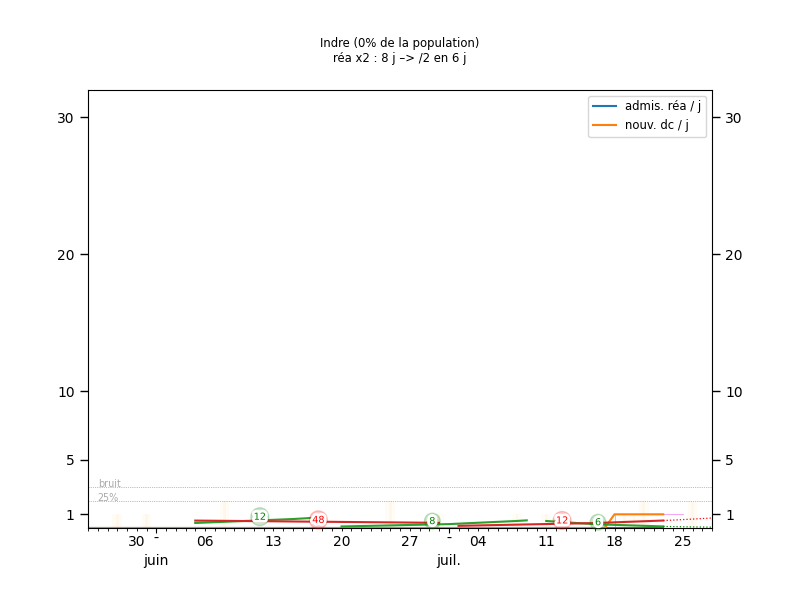 Indre (0% de la population)
réa x2 : 8 j –> /2 en 6 j
admis. réa / j
nouv. dc / j
30 30
20 20
10 10
5 5
bruit
25%
1 1
12 48 8 12 6
30 - 06 13 20 27 - 04 11 18 25
juin juil.